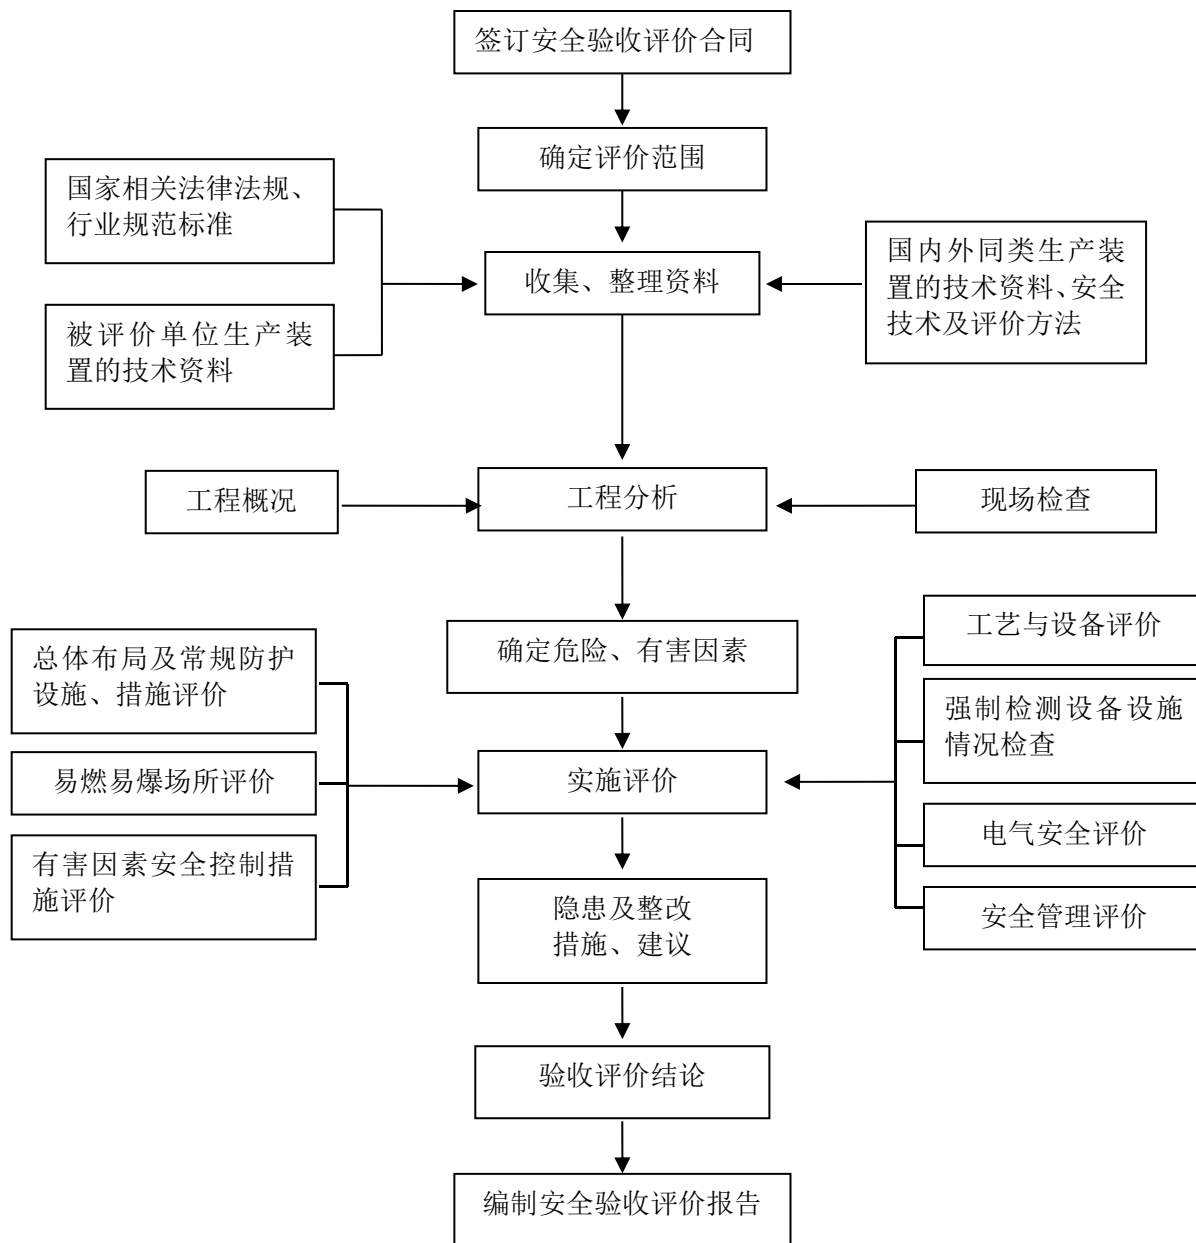 签订安全验收评价合同
确定评价范围
国家相关法律法规、
行业规范标准
收集、整理资料
国内外同类生产装
置的技术资料、安全
技术及评价方法
被评价单位生产装
置的技术资料
工程概况
工程分析
现场检查
确定危险、有害因素
总体布局及常规防护
设施、措施评价
易燃易爆场所评价
有害因素安全控制措
施评价
实施评价
工艺与设备评价
强制检测设备设施
情况检查
电气安全评价
安全管理评价
隐患及整改
措施、建议
验收评价结论
编制安全验收评价报告